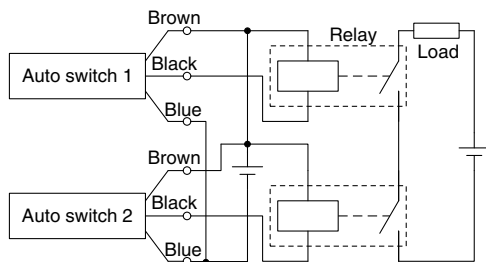 Brown
Relay
Load
Black
Auto switch 1
Blue
Brown
Black
Auto switch 2
Blue